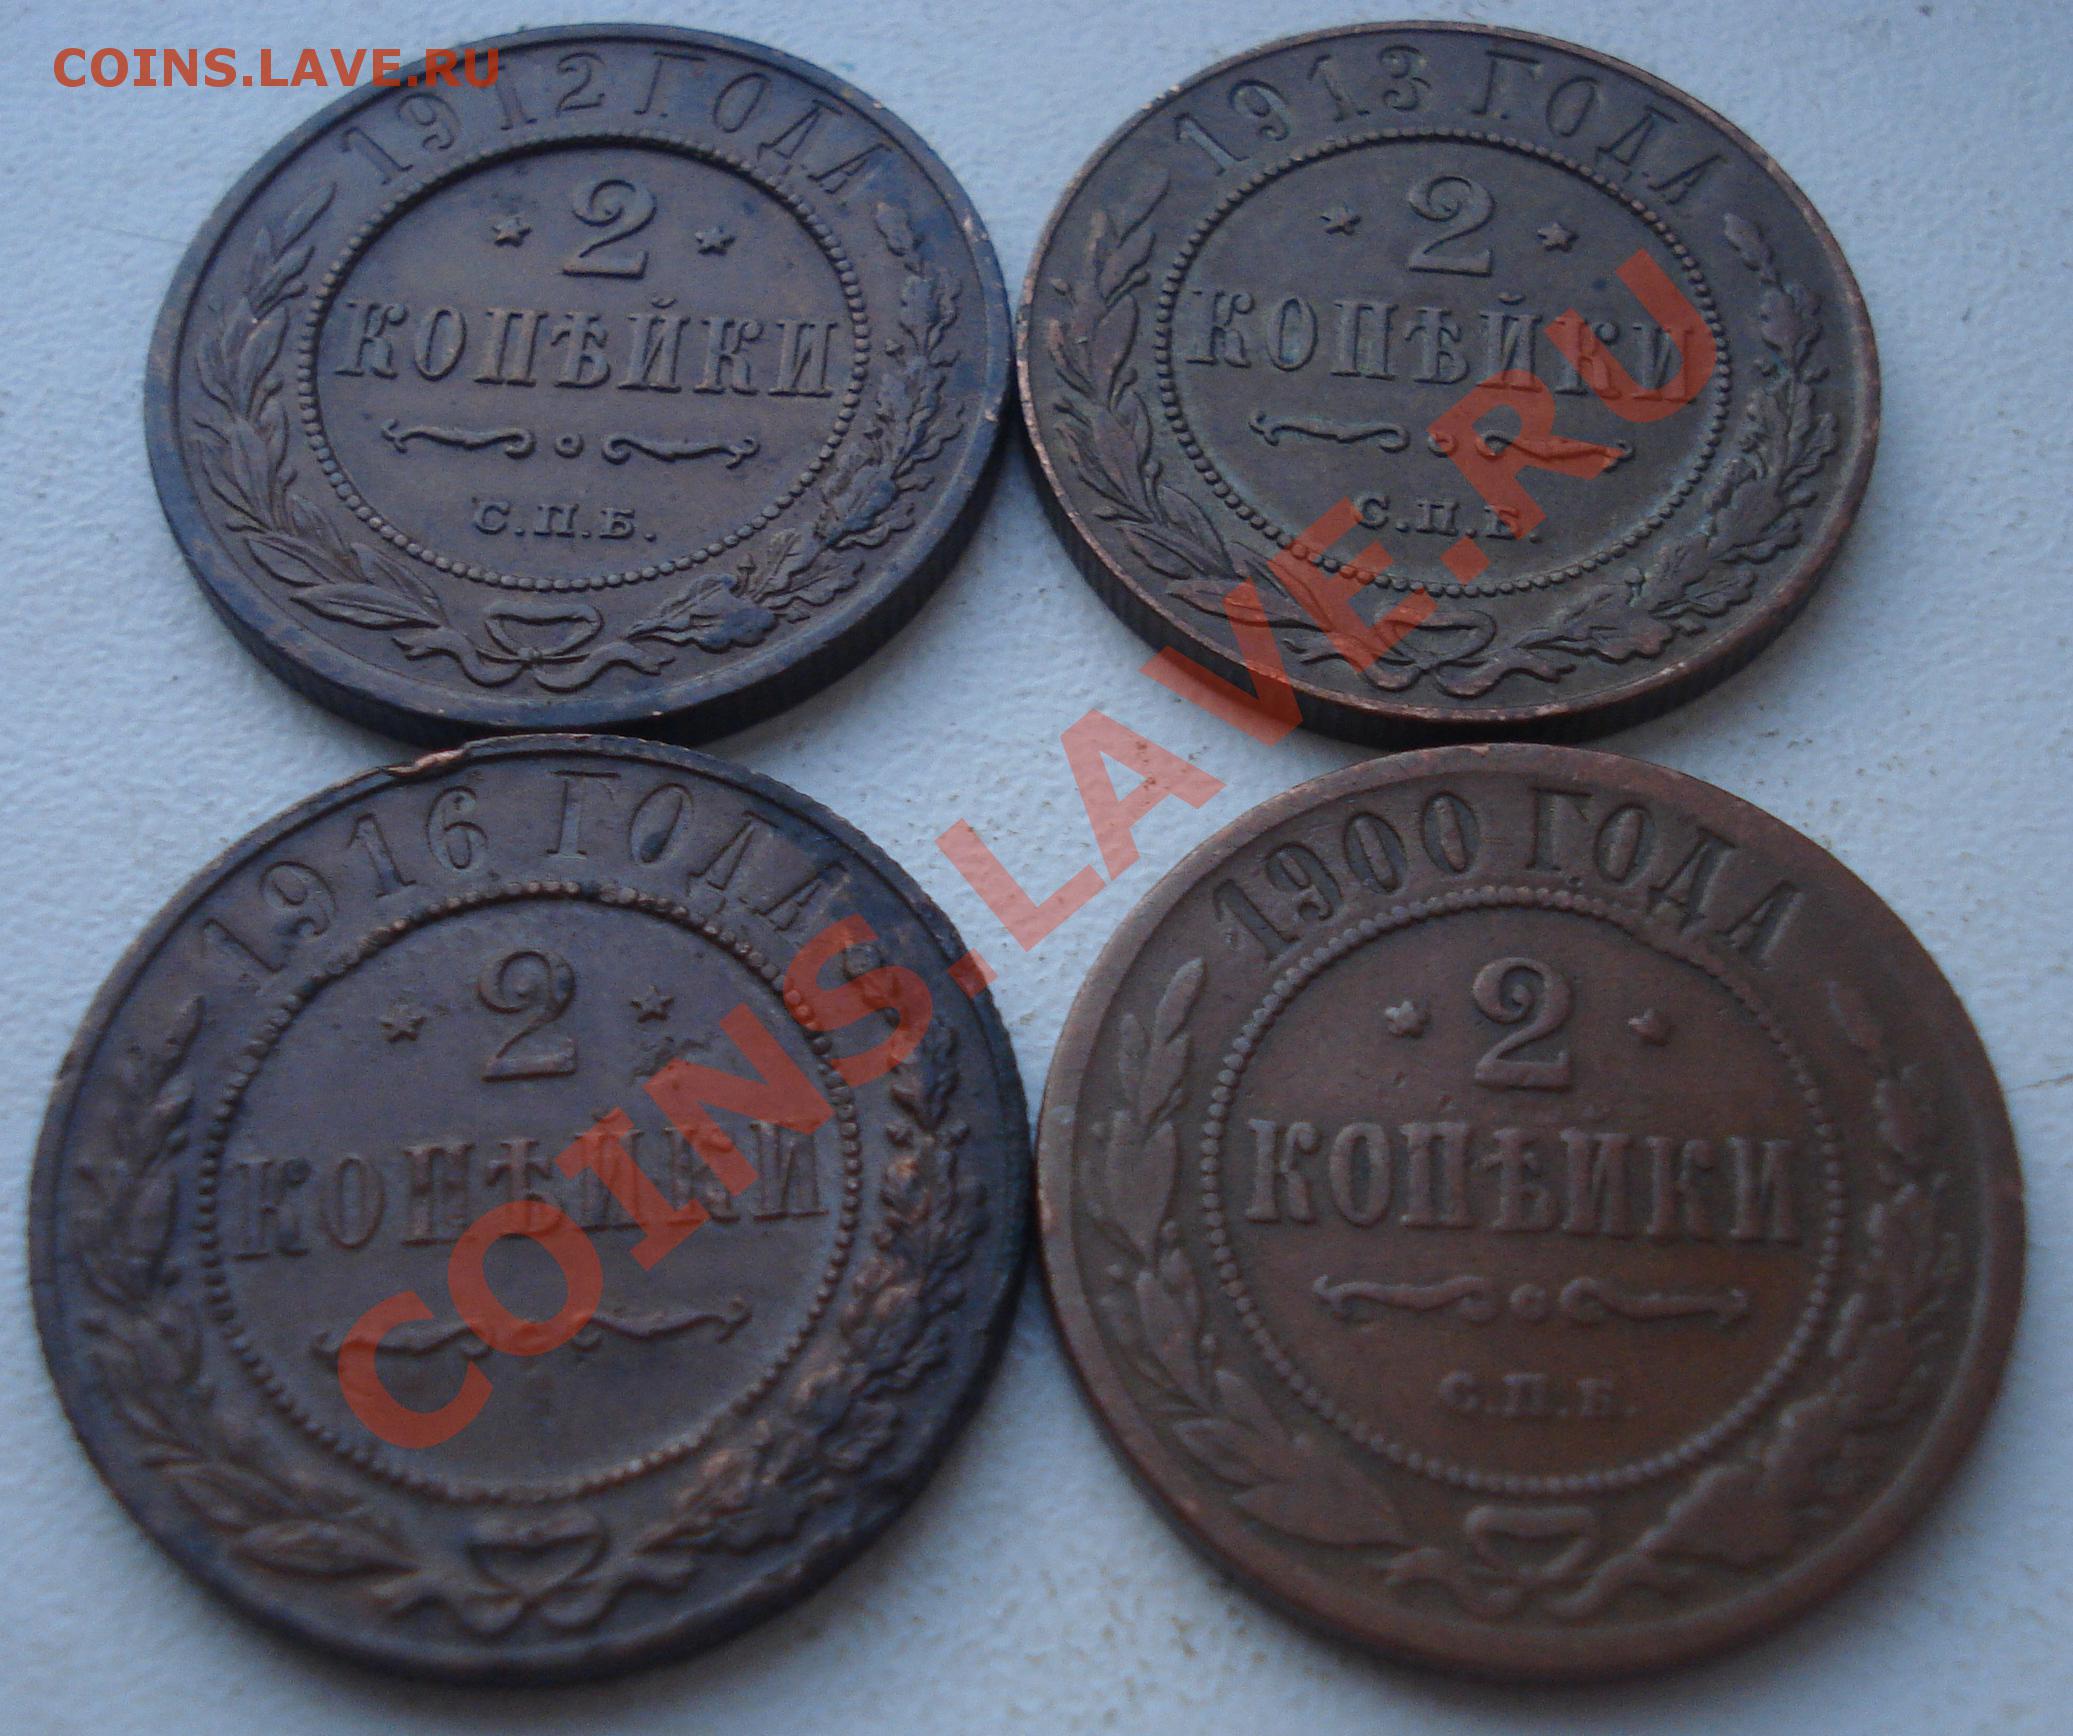 COINS.LAVE.RU
1912 ГОДА
2
КОПѢЙКИ
С.П.Б.
1913 ГОДА
2
КОПѢЙКИ
С.П.Б.
1916 ГОДА
2
КОПѢЙКИ
1900 ГОДА
2
КОПѢЙКИ
С.П.Б.
COINS.LAVE.RU